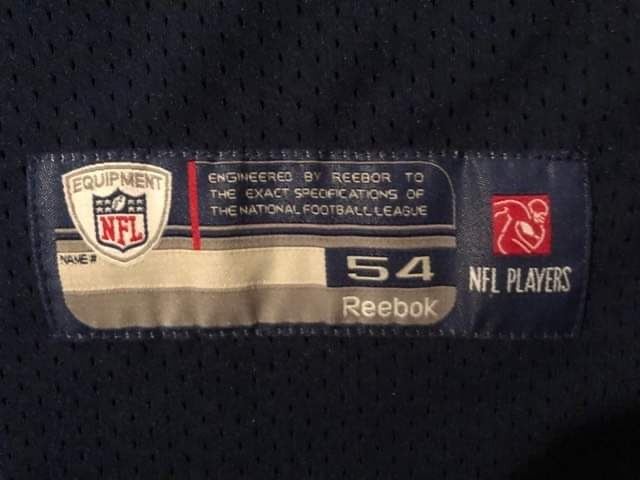 EQUIPMENT
NFL
ENGINEERED BY REEBOR TO
THE EXACT SPECIFICATIONS OF
THE NATIONAL FOOTBALL LEAGUE
NAME #
54
Reebok
NFL PLAYERS